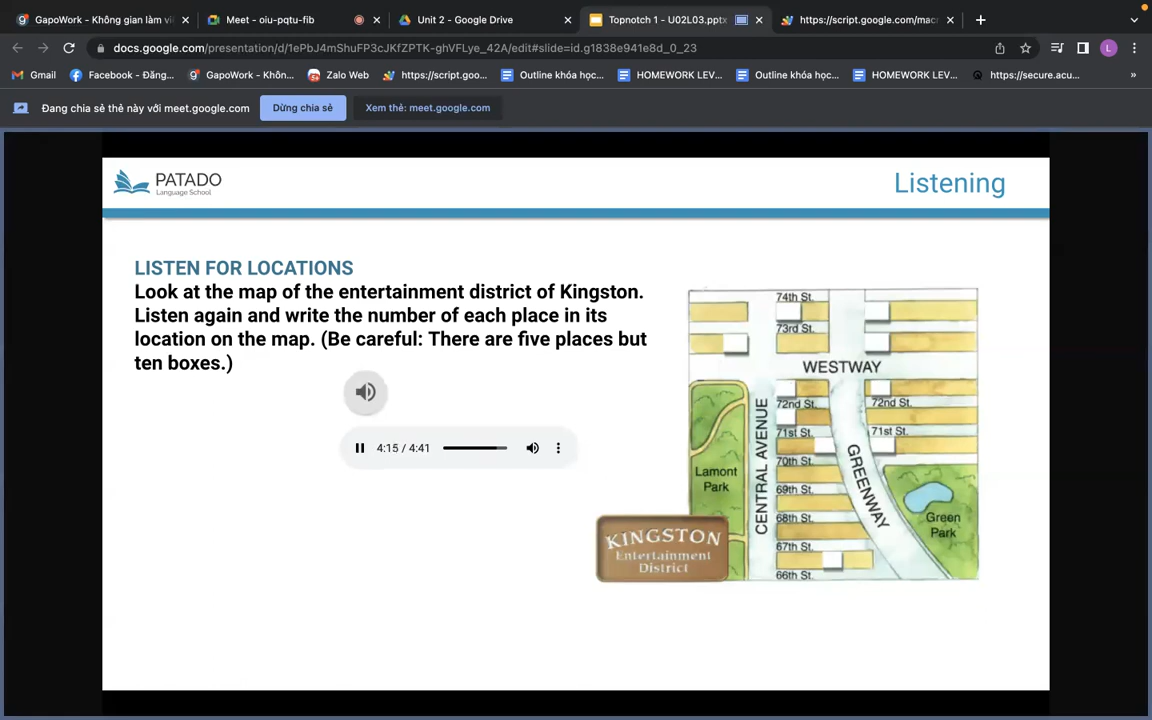 GapoWork - Không gian làm vi
Meet - oiu-pqtu-fib
Unit 2 - Google Drive
Topnotch 1 - U02L03.pptx
https://script.google.com/mac
docs.google.com/presentation/d/1ePbJ4mShuFP3cJKfZPTK-ghVFLye_42A/edit#slide=id.g1838e941e8d_0_23
L
Gmail
Facebook - Đăng...
GapoWork - Khôn...
Zalo Web
https://script.goo...
Outline khóa học...
HOMEWORK LEV...
Outline khóa học...
HOMEWORK LEV...
https://secure.acu...
»
Đang chia sẻ thẻ này với meet.google.com
Dừng chia sẻ
Xem thẻ: meet.google.com
PATADO
Language School
Listening
LISTEN FOR LOCATIONS
Look at the map of the entertainment district of Kingston.
Listen again and write the number of each place in its
location on the map. (Be careful: There are five places but
ten boxes.)
4:15 / 4:41
74th St.
73rd St.
WESTWAY
72nd St.
72nd St.
71st St.
71st St.
70th St.
69th St.
68th St.
67th St.
66th St.
CENTRAL AVENUE
GREENWAY
Lamont
Park
Green
Park
KINGSTON
Entertainment
District